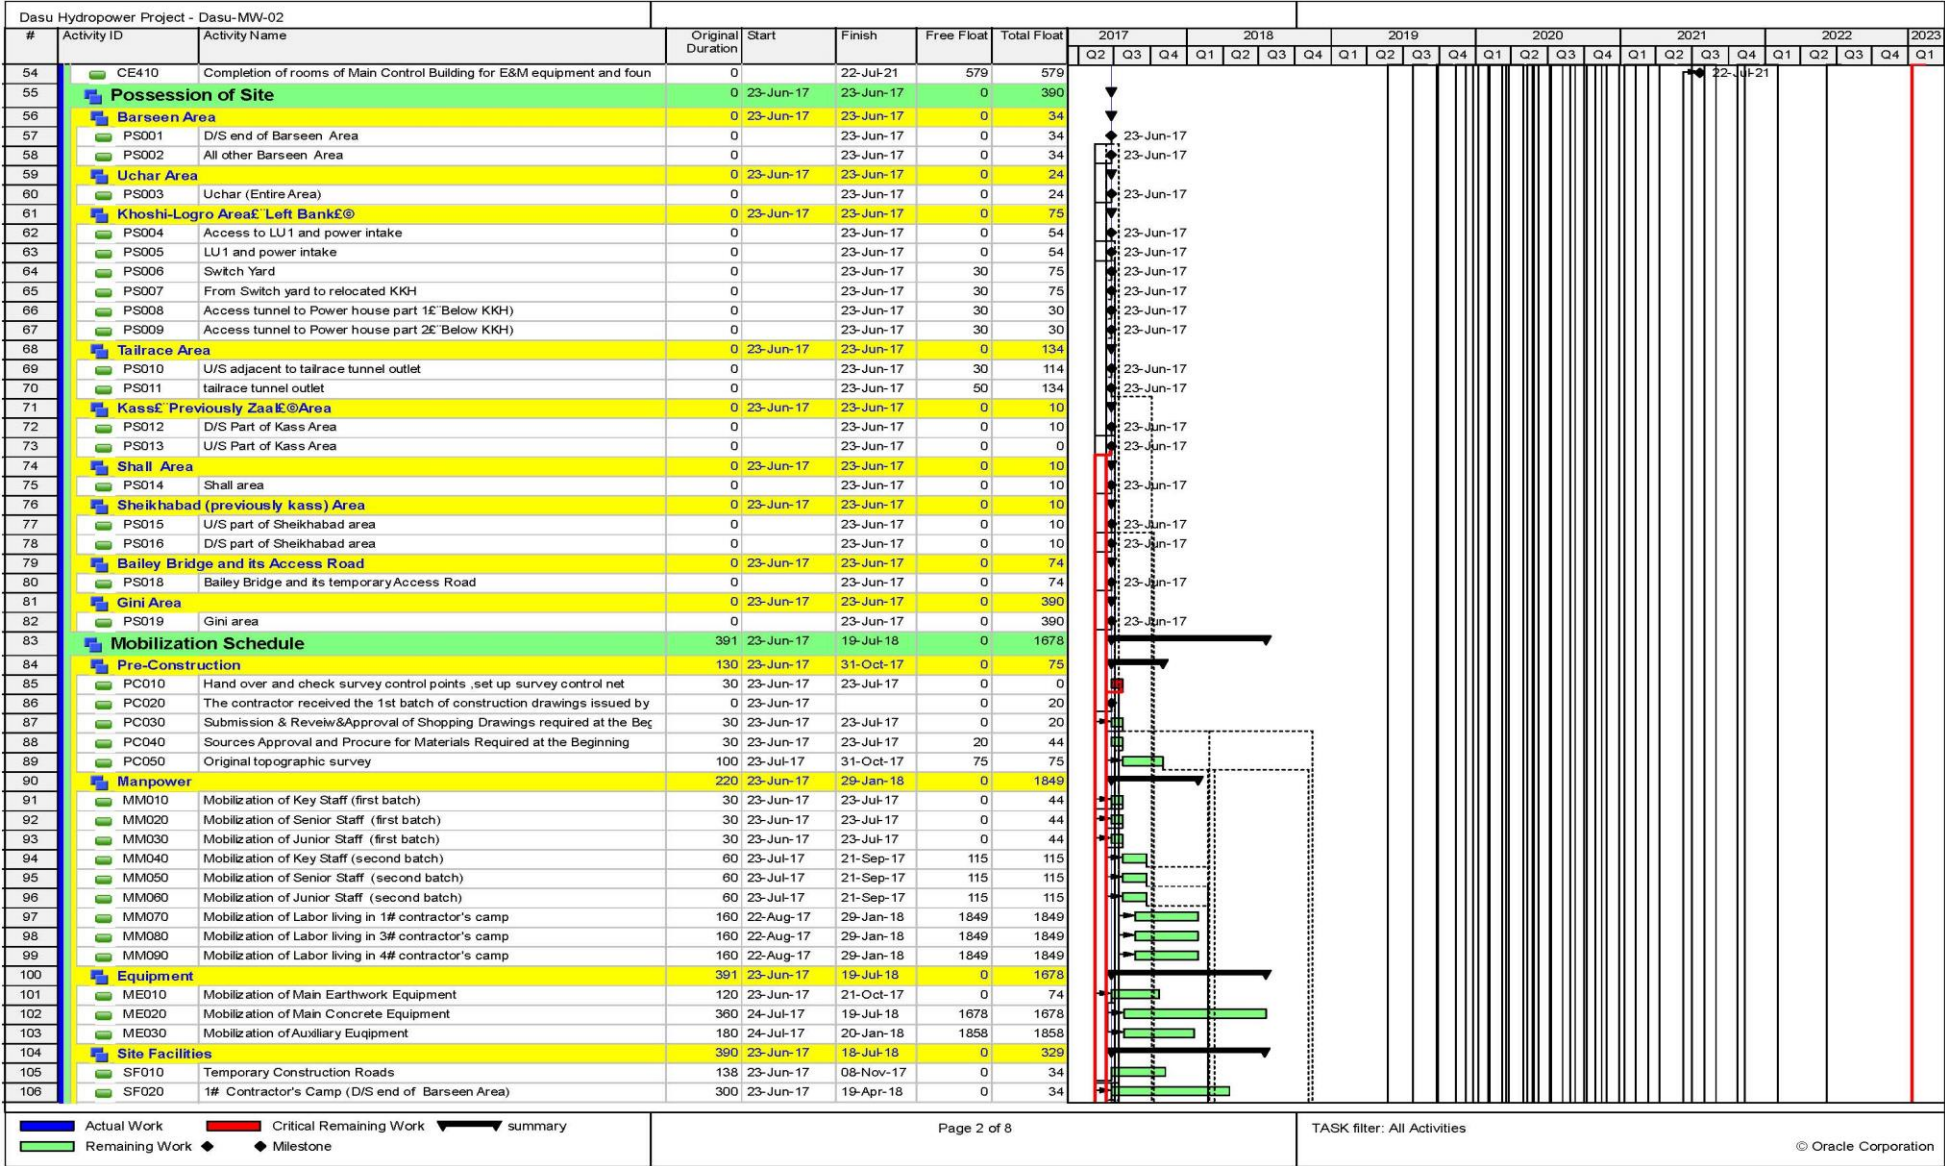 Dasu Hydropower Project - Dasu-MW-02
# Activity ID Activity Name Original Duration Start Finish Free Float Total Float 2017 2018 2019 2020 2021 2022 2023
Q2 Q3 Q4 Q1 Q2 Q3 Q4 Q1 Q2 Q3 Q4 Q1 Q2 Q3 Q4 Q1 Q2 Q3 Q4 Q1 Q2 Q3 Q4 Q1
54 CE410 Completion of rooms of Main Control Building for E&M equipment and foun 0 22-Jul-21 579 579 22-Jul-21
55 Possession of Site 0 23-Jun-17 23-Jun-17 0 390
56 Barseen Area 0 23-Jun-17 23-Jun-17 0 34
57 PS001 D/S end of Barseen Area 0 23-Jun-17 0 34 23-Jun-17
58 PS002 All other Barseen Area 0 23-Jun-17 0 34 23-Jun-17
59 Uchar Area 0 23-Jun-17 23-Jun-17 0 24
60 PS003 Uchar (Entire Area) 0 23-Jun-17 0 24 23-Jun-17
61 Khoshi-Logro Area£¨Left Bank£© 0 23-Jun-17 23-Jun-17 0 75
62 PS004 Access to LU1 and power intake 0 23-Jun-17 0 54 23-Jun-17
63 PS005 LU1 and power intake 0 23-Jun-17 0 54 23-Jun-17
64 PS006 Switch Yard 0 23-Jun-17 30 75 23-Jun-17
65 PS007 From Switch yard to relocated KKH 0 23-Jun-17 30 75 23-Jun-17
66 PS008 Access tunnel to Power house part 1£¨Below KKH) 0 23-Jun-17 30 30 23-Jun-17
67 PS009 Access tunnel to Power house part 2£¨Below KKH) 0 23-Jun-17 30 30 23-Jun-17
68 Tailrace Area 0 23-Jun-17 23-Jun-17 0 134
69 PS010 U/S adjacent to tailrace tunnel outlet 0 23-Jun-17 30 114 23-Jun-17
70 PS011 tailrace tunnel outlet 0 23-Jun-17 50 134 23-Jun-17
71 Kass£¨Previously Zaal£©Area 0 23-Jun-17 23-Jun-17 0 10
72 PS012 D/S Part of Kass Area 0 23-Jun-17 0 10 23-Jun-17
73 PS013 U/S Part of Kass Area 0 23-Jun-17 0 0 23-Jun-17
74 Shall Area 0 23-Jun-17 23-Jun-17 0 10
75 PS014 Shall area 0 23-Jun-17 0 10 23-Jun-17
76 Sheikhabad (previously kass) Area 0 23-Jun-17 23-Jun-17 0 10
77 PS015 U/S part of Sheikhabad area 0 23-Jun-17 0 10 23-Jun-17
78 PS016 D/S part of Sheikhabad area 0 23-Jun-17 0 10 23-Jun-17
79 Bailey Bridge and its Access Road 0 23-Jun-17 23-Jun-17 0 74
80 PS018 Bailey Bridge and its temporary Access Road 0 23-Jun-17 0 74 23-Jun-17
81 Gini Area 0 23-Jun-17 23-Jun-17 0 390
82 PS019 Gini area 0 23-Jun-17 0 390 23-Jun-17
83 Mobilization Schedule 391 23-Jun-17 19-Jul-18 0 1678
84 Pre-Construction 130 23-Jun-17 31-Oct-17 0 75
85 PC010 Hand over and check survey control points ,set up survey control net 30 23-Jun-17 23-Jul-17 0 0
86 PC020 The contractor received the 1st batch of construction drawings issued by 0 23-Jun-17 0 20
87 PC030 Submission & Reveiw&Approval of Shopping Drawings required at the Beg 30 23-Jun-17 23-Jul-17 0 20
88 PC040 Sources Approval and Procure for Materials Required at the Beginning 30 23-Jun-17 23-Jul-17 20 44
89 PC050 Original topographic survey 100 23-Jul-17 31-Oct-17 75 75
90 Manpower 220 23-Jun-17 29-Jan-18 0 1849
91 MM010 Mobilization of Key Staff (first batch) 30 23-Jun-17 23-Jul-17 0 44
92 MM020 Mobilization of Senior Staff (first batch) 30 23-Jun-17 23-Jul-17 0 44
93 MM030 Mobilization of Junior Staff (first batch) 30 23-Jun-17 23-Jul-17 0 44
94 MM040 Mobilization of Key Staff (second batch) 60 23-Jul-17 21-Sep-17 115 115
95 MM050 Mobilization of Senior Staff (second batch) 60 23-Jul-17 21-Sep-17 115 115
96 MM060 Mobilization of Junior Staff (second batch) 60 23-Jul-17 21-Sep-17 115 115
97 MM070 Mobilization of Labor living in 1# contractor's camp 160 22-Aug-17 29-Jan-18 1849 1849
98 MM080 Mobilization of Labor living in 3# contractor's camp 160 22-Aug-17 29-Jan-18 1849 1849
99 MM090 Mobilization of Labor living in 4# contractor's camp 160 22-Aug-17 29-Jan-18 1849 1849
100 Equipment 391 23-Jun-17 19-Jul-18 0 1678
101 ME010 Mobilization of Main Earthwork Equipment 120 23-Jun-17 21-Oct-17 0 74
102 ME020 Mobilization of Main Concrete Equipment 360 24-Jul-17 19-Jul-18 1678 1678
103 ME030 Mobilization of Auxiliary Euqipment 180 24-Jul-17 20-Jan-18 1858 1858
104 Site Facilities 390 23-Jun-17 18-Jul-18 0 329
105 SF010 Temporary Construction Roads 138 23-Jun-17 08-Nov-17 0 34
106 SF020 1# Contractor's Camp (D/S end of Barseen Area) 300 23-Jun-17 19-Apr-18 0 34
Actual Work Critical Remaining Work summary
Remaining Work Milestone
Page 2 of 8
TASK filter: All Activities
© Oracle Corporation